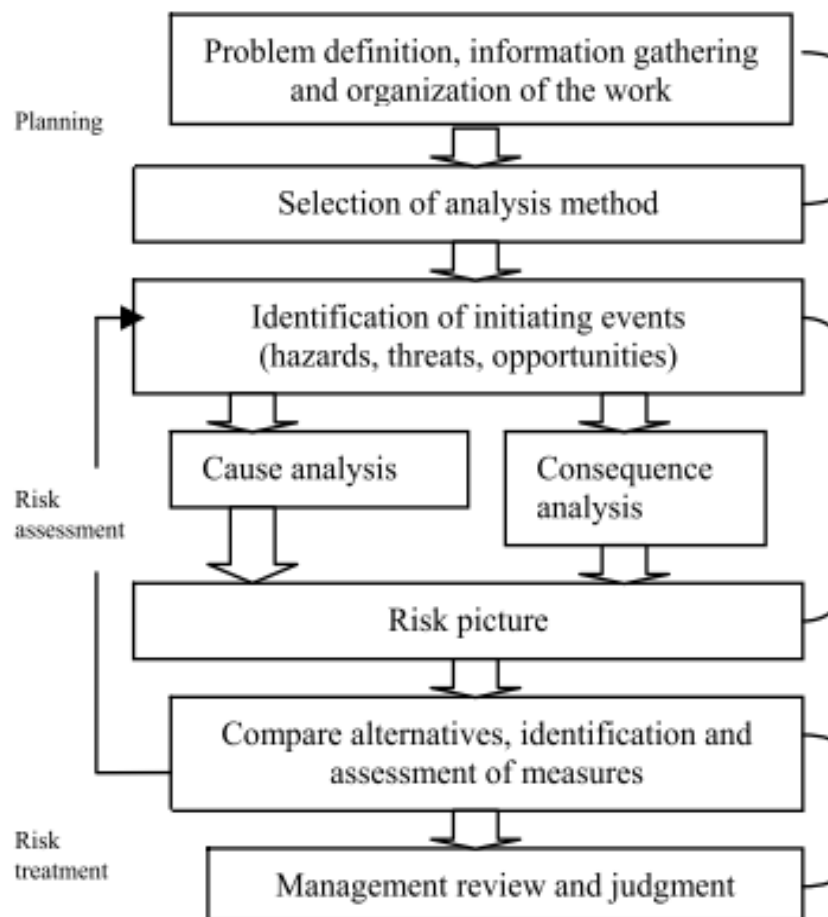 Problem definition, information gathering
and organization of the work
Planning
Selection of analysis method
Identification of initiating events
(hazards, threats, opportunities)
Cause analysis
Consequence
analysis
Risk
assessment
Risk picture
Compare alternatives, identification and
assessment of measures
Risk
treatment
Management review and judgment